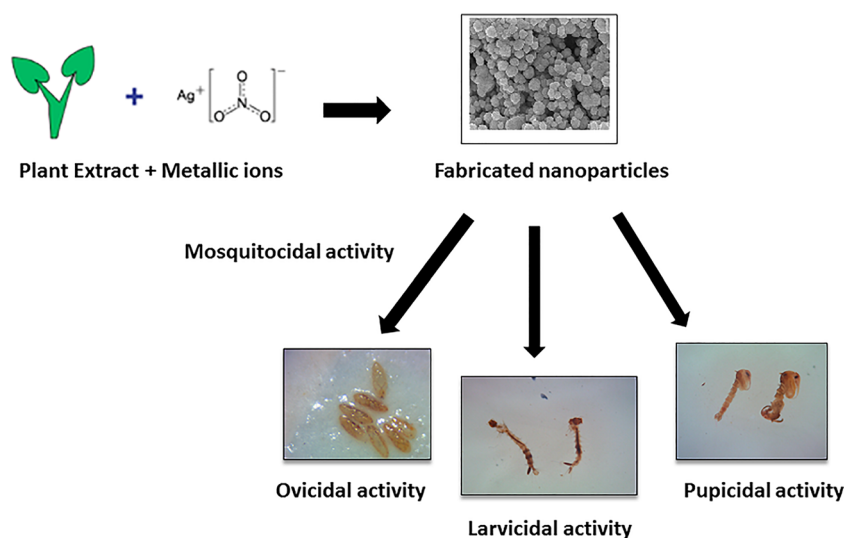 + Ag+ [O N O O]−
Plant Extract + Metallic ions
Fabricated nanoparticles
Mosquitocidal activity
Ovicidal activity
Larvicidal activity
Pupicidal activity